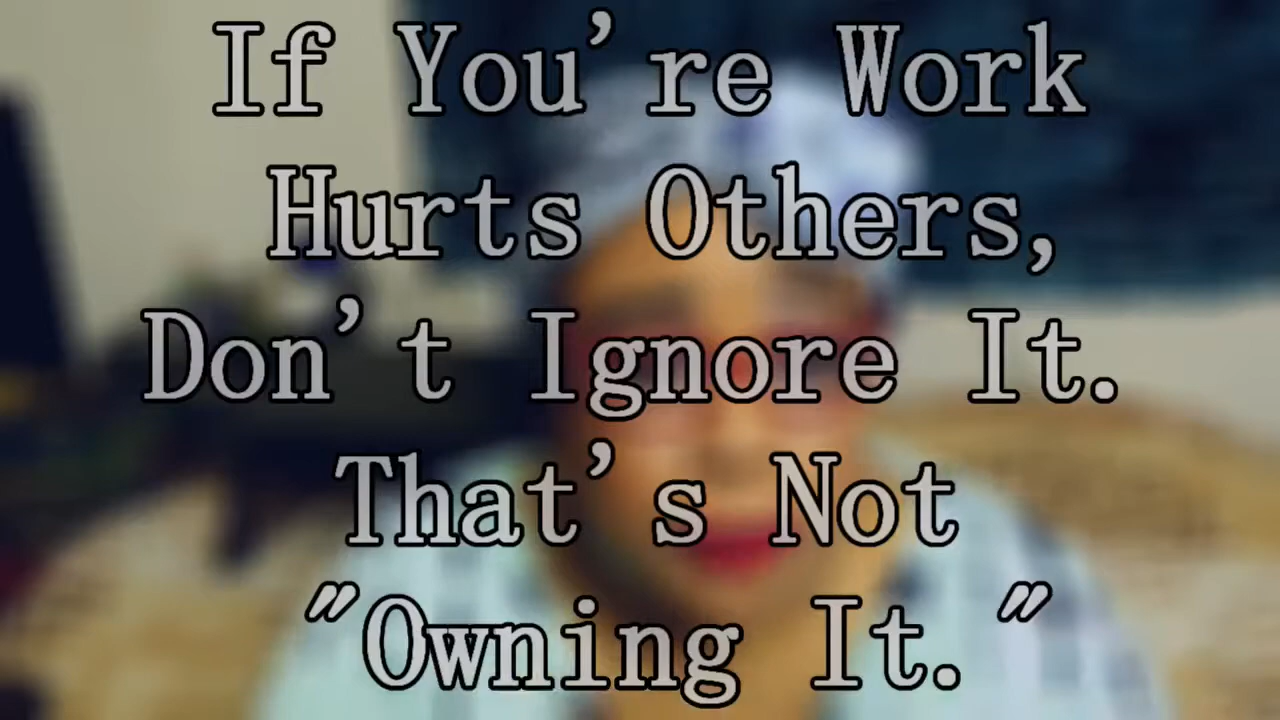 If You're Work
Hurts Others,
Don't Ignore It.
That's Not
"Owning It."